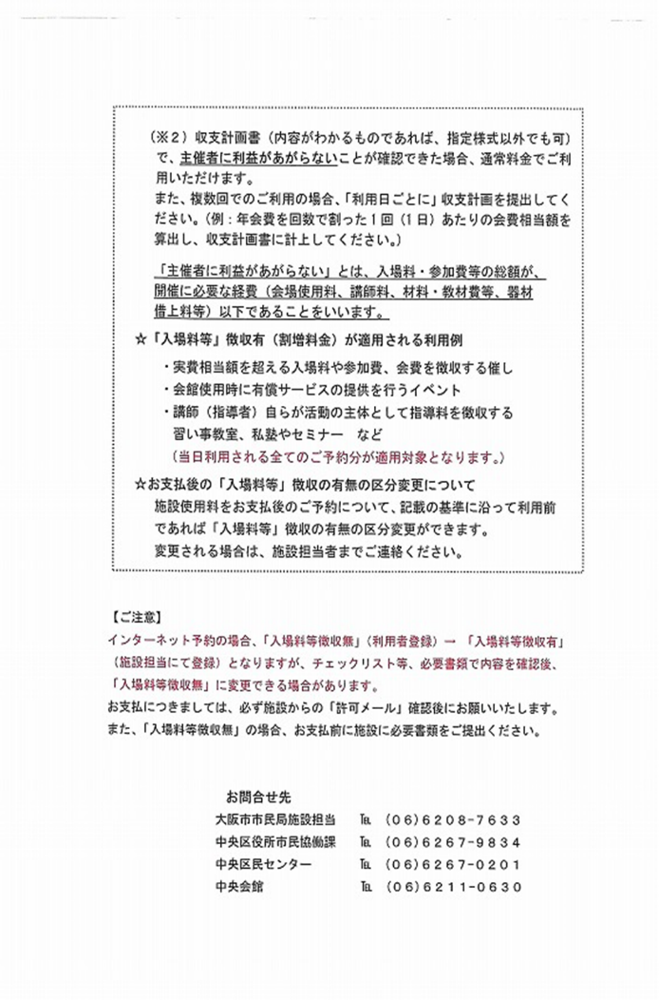 （※２）収支計画書（内容がわかるものであれば、指定様式以外でも可）
で、主催者に利益があがらないことが確認できた場合、通常料金でご利
用いただけます。
また、複数回でのご利用の場合、「利用日ごとに」収支計画を提出してく
ださい。（例：年会費を回数で割った１回（１日）あたりの会費相当額を
算出し、収支計画書に計上してください。）
「主催者に利益があがらない」とは、入場料・参加費等の総額が、
開催に必要な経費（会場使用料、講師料、材料・教材費等、器材
借上料等）以下であることをいいます。
☆「入場料等」徴収有（割増料金）が適用される利用例
・実費相当額を超える入場料や参加費、会費を徴収する催し
・会館使用時に有償サービスの提供を行うイベント
・講師（指導者）自らが活動の主体として指導料を徴収する
習い事教室、私塾やセミナー　など
（当日利用される全てのご予約分が適用対象となります。）
☆お支払後の「入場料等」徴収の有無の区分変更について
施設使用料をお支払後のご予約について、記載の基準に沿って利用前
であれば「入場料等」徴収の有無の区分変更ができます。
変更される場合は、施設担当者までご連絡ください。
【ご注意】
インターネット予約の場合、「入場料等徴収無」（利用者登録）→　「入場料等徴収有」
（施設担当にて登録）となりますが、チェックリスト等、必要書類で内容を確認後、
「入場料等徴収無」に変更できる場合があります。
お支払につきましては、必ず施設からの「許可メール」確認後にお願いいたします。
また、「入場料等徴収無」の場合、お支払前に施設に必要書類をご提出ください。
お問合せ先
大阪市市民局施設担当　℡　（０６）６２０８-７６３３
中央区役所市民協働課　℡　（０６）６２６７-９８３４
中央区民センター　℡　（０６）６２６７-０２０１
中央会館　℡　（０６）６２１１-０６３０